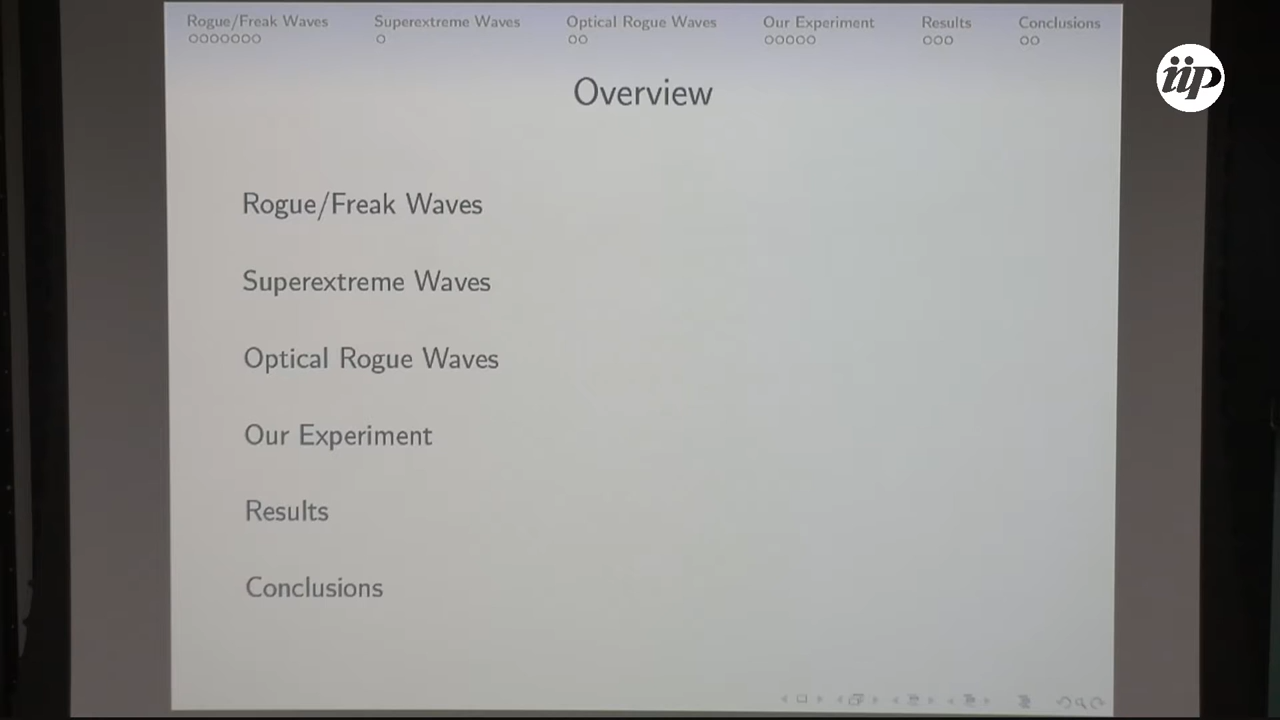 Rogue/Freak Waves Superextreme Waves Optical Rogue Waves Our Experiment Results Conclusions
iip
Overview
Rogue/Freak Waves
Superextreme Waves
Optical Rogue Waves
Our Experiment
Results
Conclusions